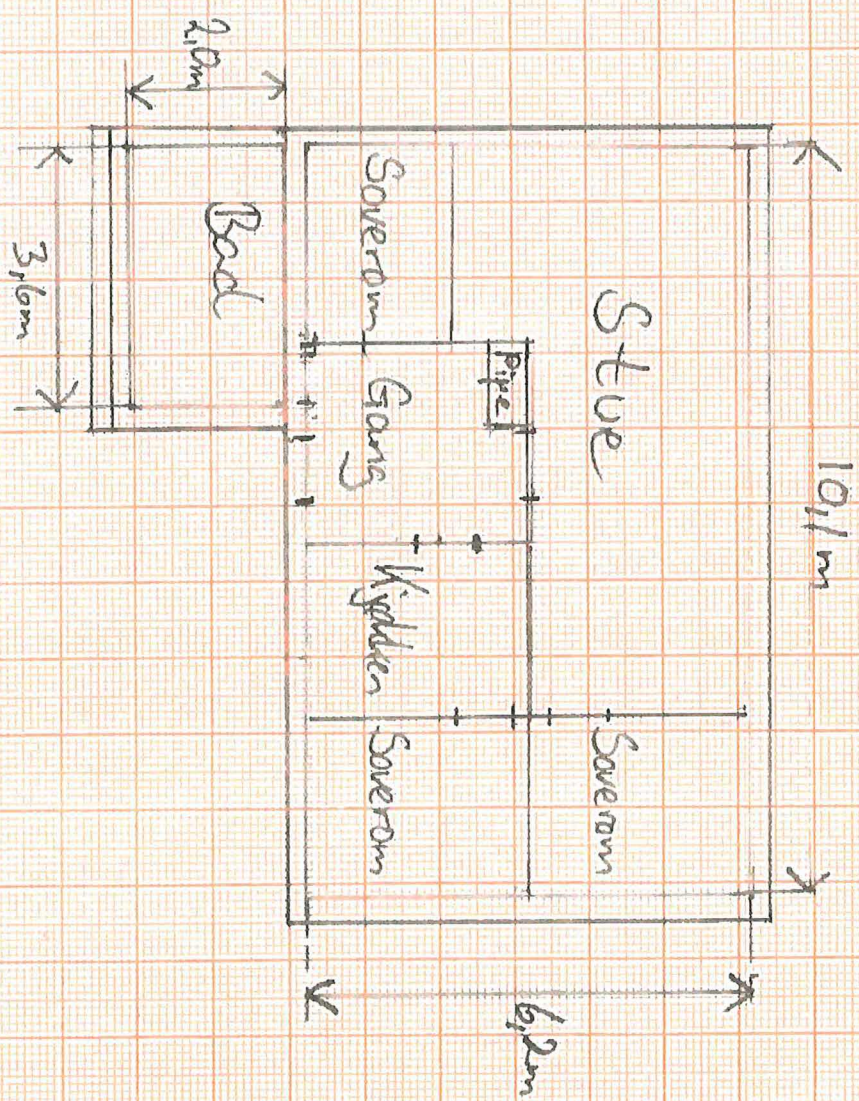 10,1 m
Stue
Soverom
6,2m
Pipe
Soverom
Gang
Kjøkken
Soverom
Bad
2,0m
3,6m